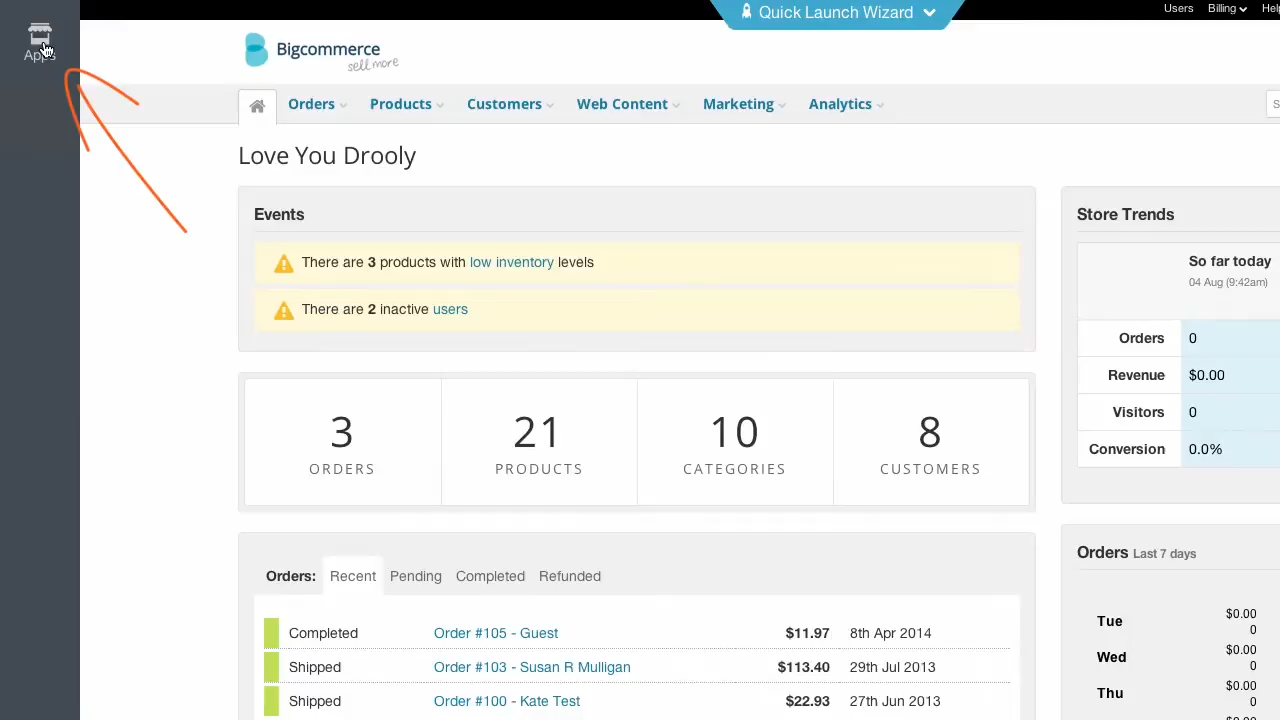 Apps
Quick Launch Wizard
Users Billing Help
Bigcommerce
sell more
Orders Products Customers Web Content Marketing Analytics
Love You Drooly
Events
There are 3 products with low inventory levels
There are 2 inactive users
3 21 10 8
ORDERS PRODUCTS CATEGORIES CUSTOMERS
Orders: Recent Pending Completed Refunded
Completed Order #105 - Guest $11.97 8th Apr 2014
Shipped Order #103 - Susan R Mulligan $113.40 29th Jul 2013
Shipped Order #100 - Kate Test $22.93 27th Jun 2013
Store Trends
So far today
04 Aug (9:42am)
Orders 0
Revenue $0.00
Visitors 0
Conversion 0.0%
Orders Last 7 days
Tue $0.00
0
Wed $0.00
0
Thu $0.00
0